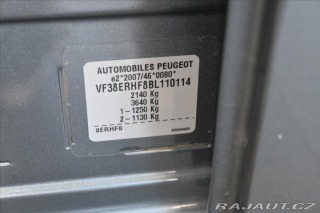 AUTOMOBILES PEUGEOT
e2*2007/46*0080*
VF38ERHF8BL110114
2140 Kg
3640 Kg
1 - 1250 Kg
2 - 1130 Kg
8ERHF8
RAJAUT.CZ